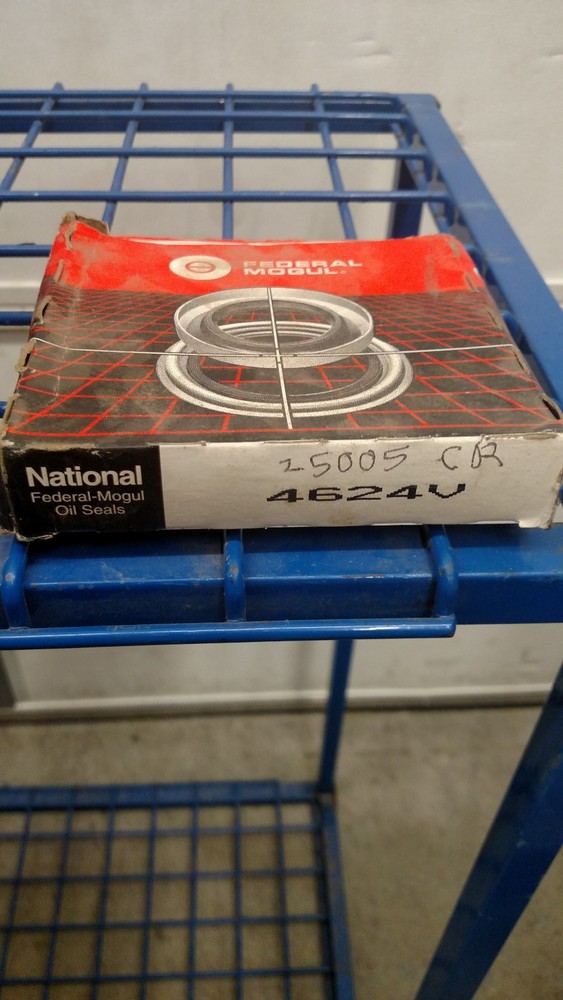 FEDERAL
MOGUL®
25005 CR
National
4624V
Federal-Mogul
Oil Seals